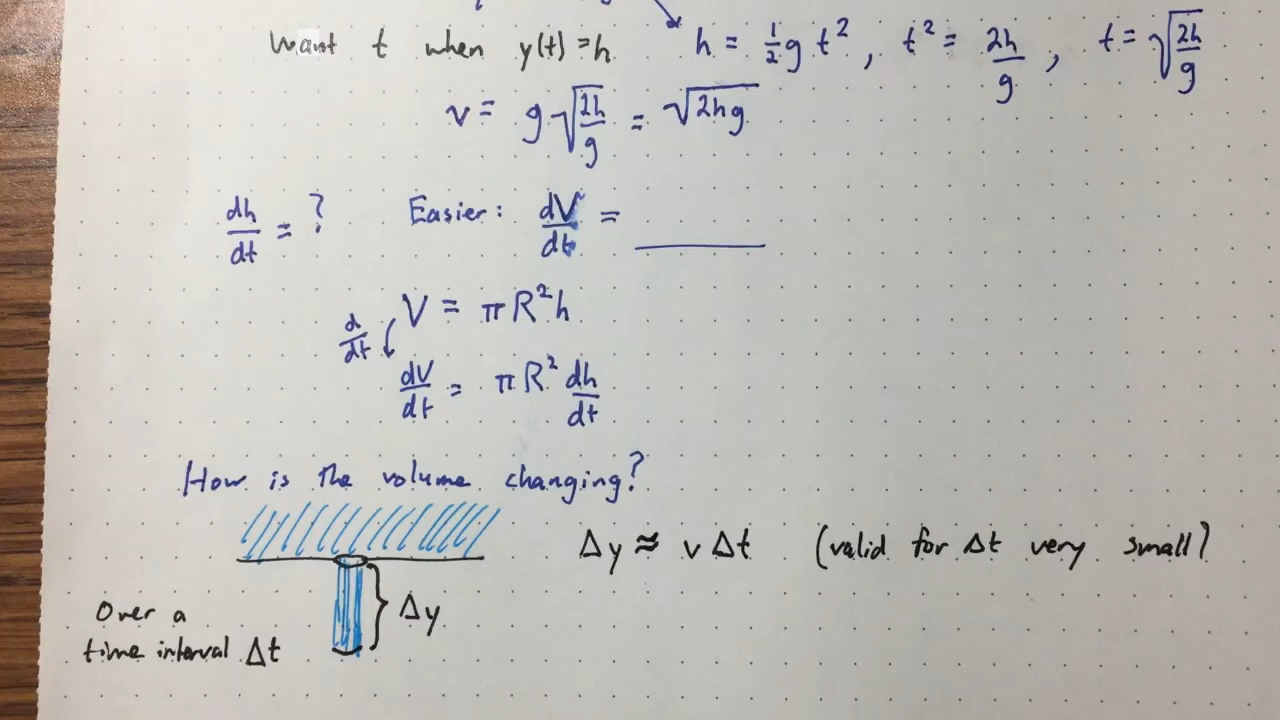 want t when y(t) = h h = ½ g t², t² = 2h/g, t = √(2h/g)
v = g√(2h/g) = √(2hg)
dh/dt = ? Easier: dV/dt = ____
V = πR²h
d/dt
dV/dt = πR² dh/dt
How is the volume changing?
Δy ≈ v Δt (valid for Δt very small)
Over a
time interval Δt
Δy